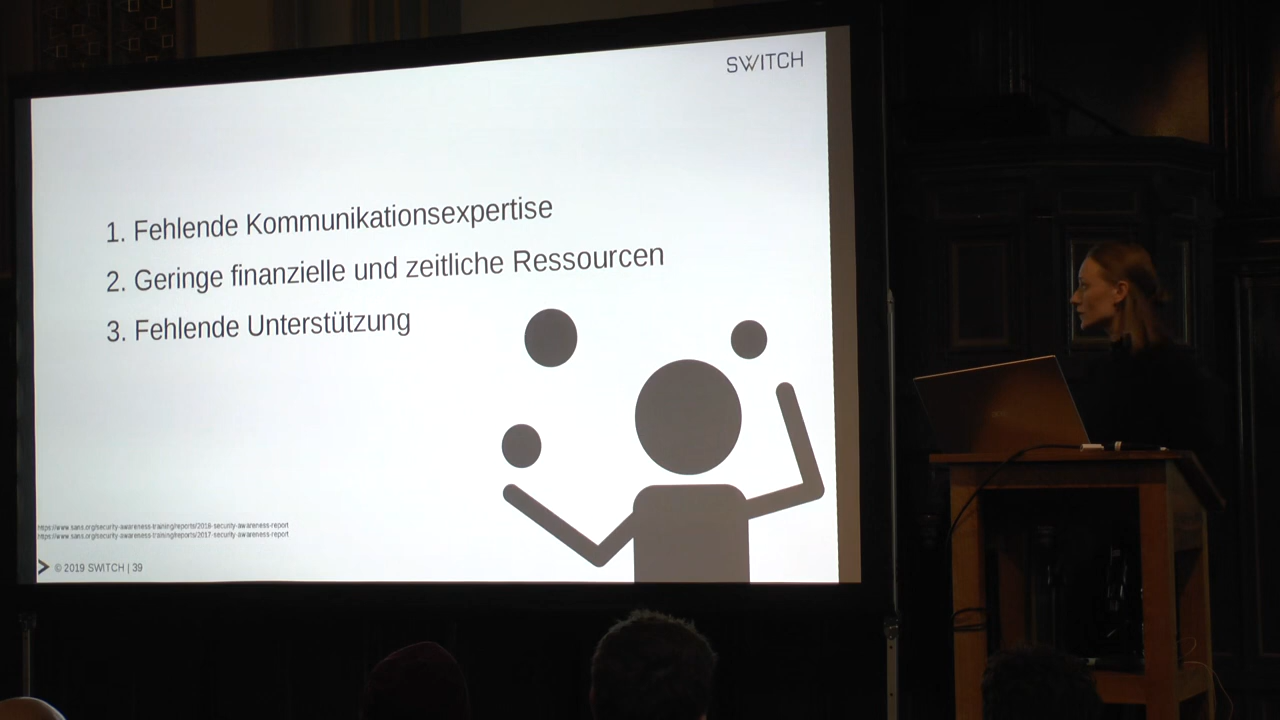 SWITCH
1. Fehlende Kommunikationsexpertise
2. Geringe finanzielle und zeitliche Ressourcen
3. Fehlende Unterstützung
https://www.sans.org/security-awareness-training/reports/2018-security-awareness-report
https://www.sans.org/security-awareness-training/reports/2017-security-awareness-report
© 2019 SWITCH | 39